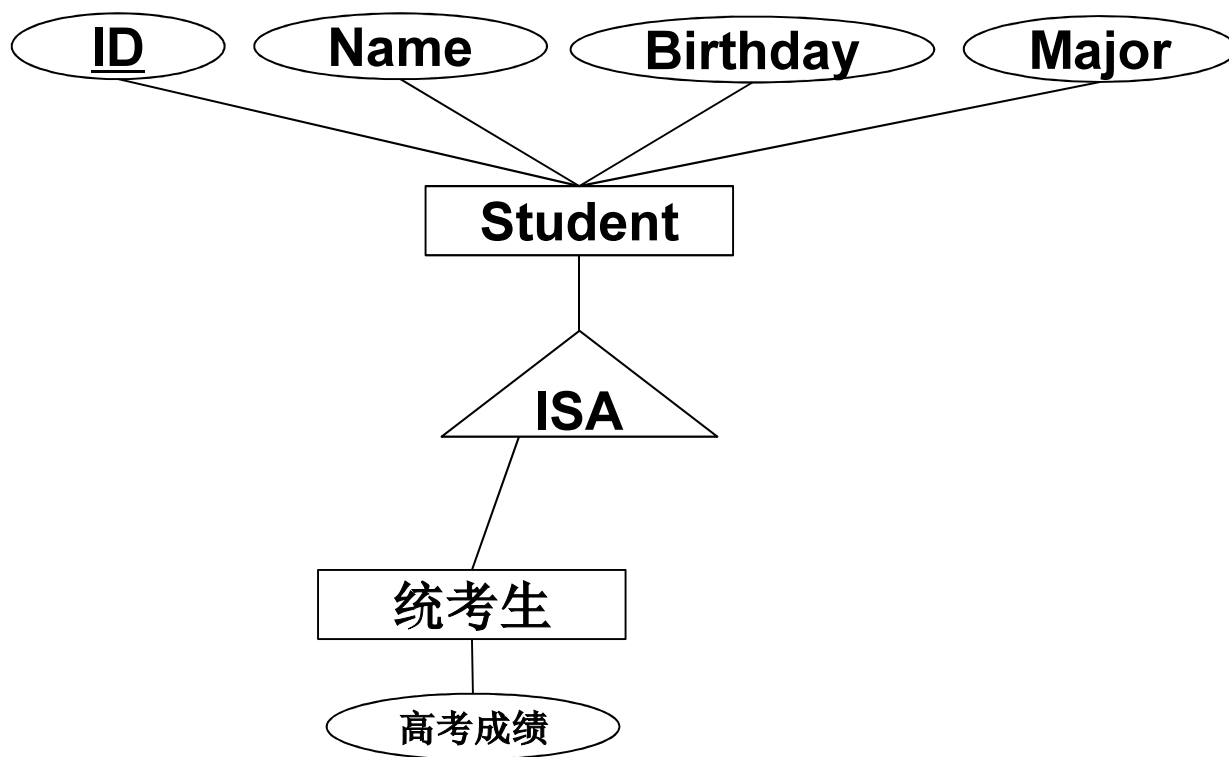 ID
Name
Birthday
Major
Student
ISA
统考生
高考成绩